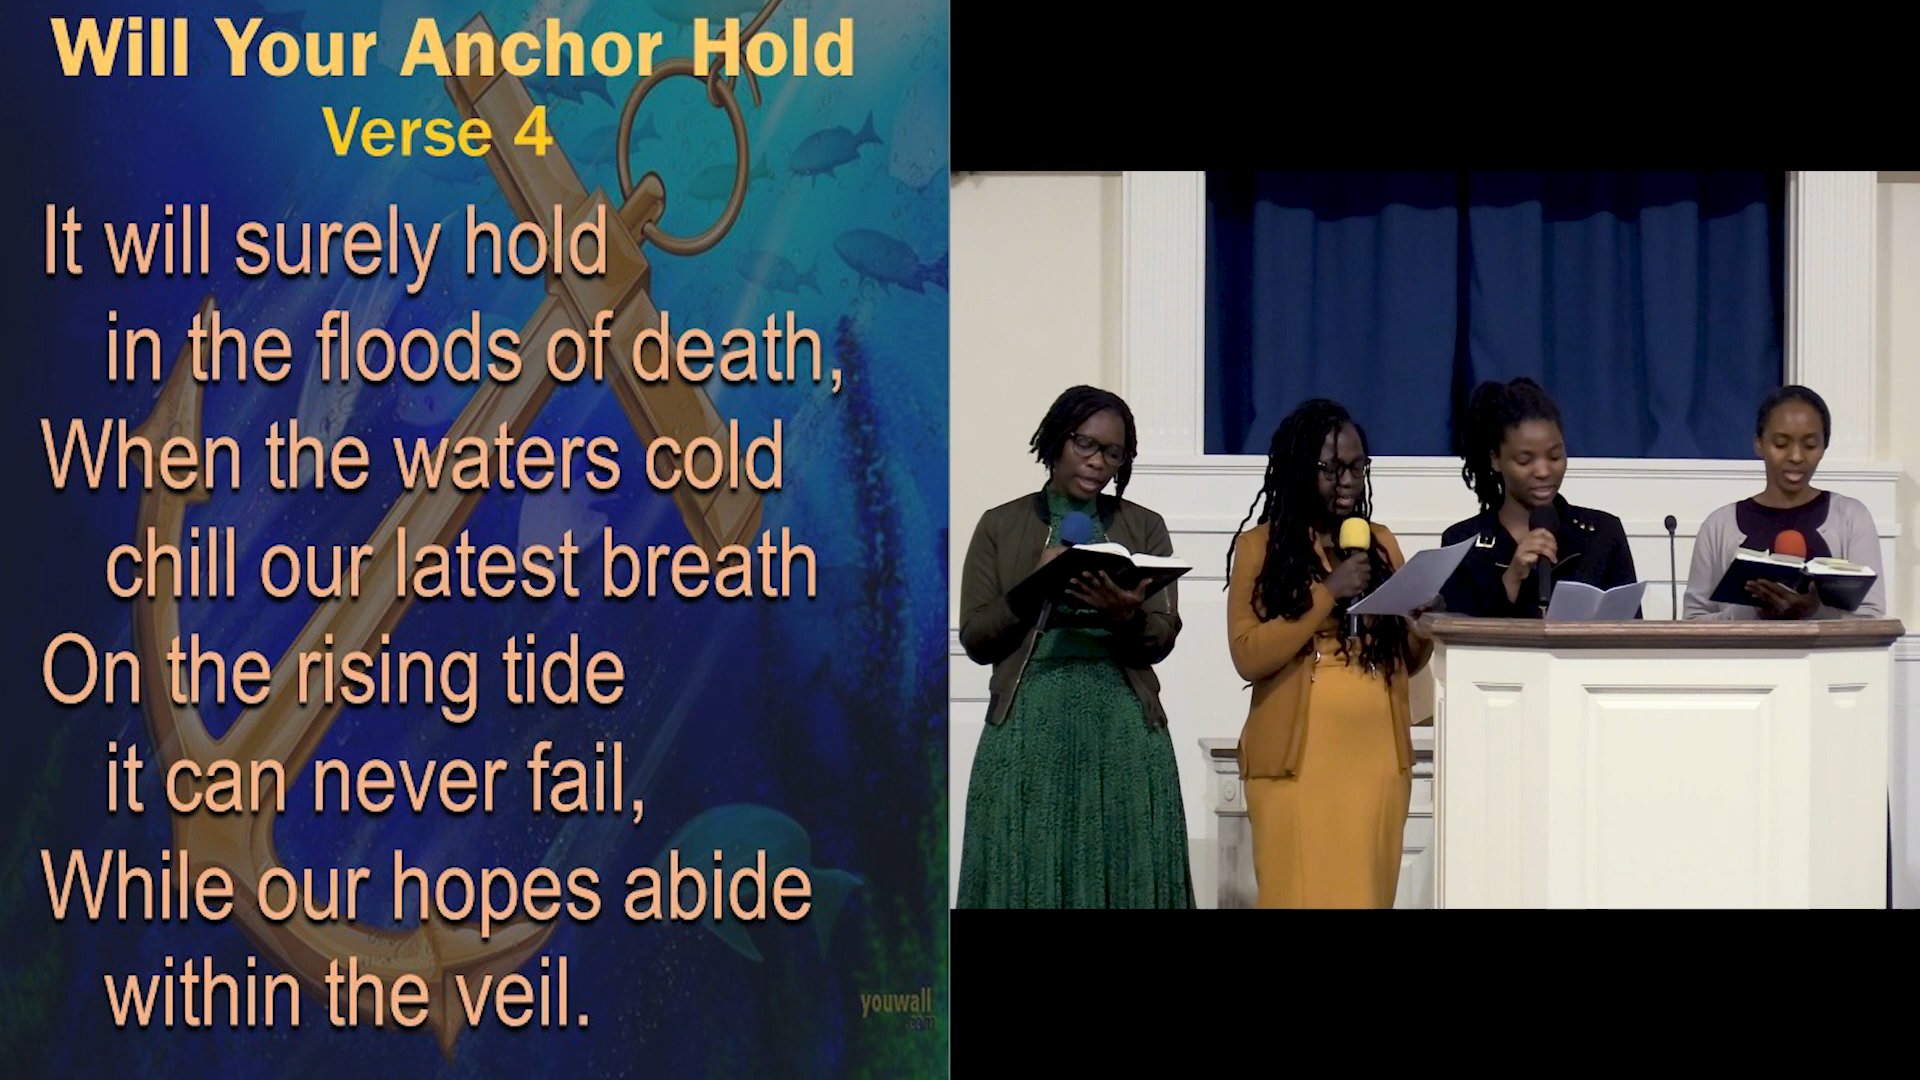 Will Your Anchor Hold
Verse 4
It will surely hold
in the floods of death,
When the waters cold
chill our latest breath
On the rising tide
it can never fail,
While our hopes abide
within the veil.
youwall
.com